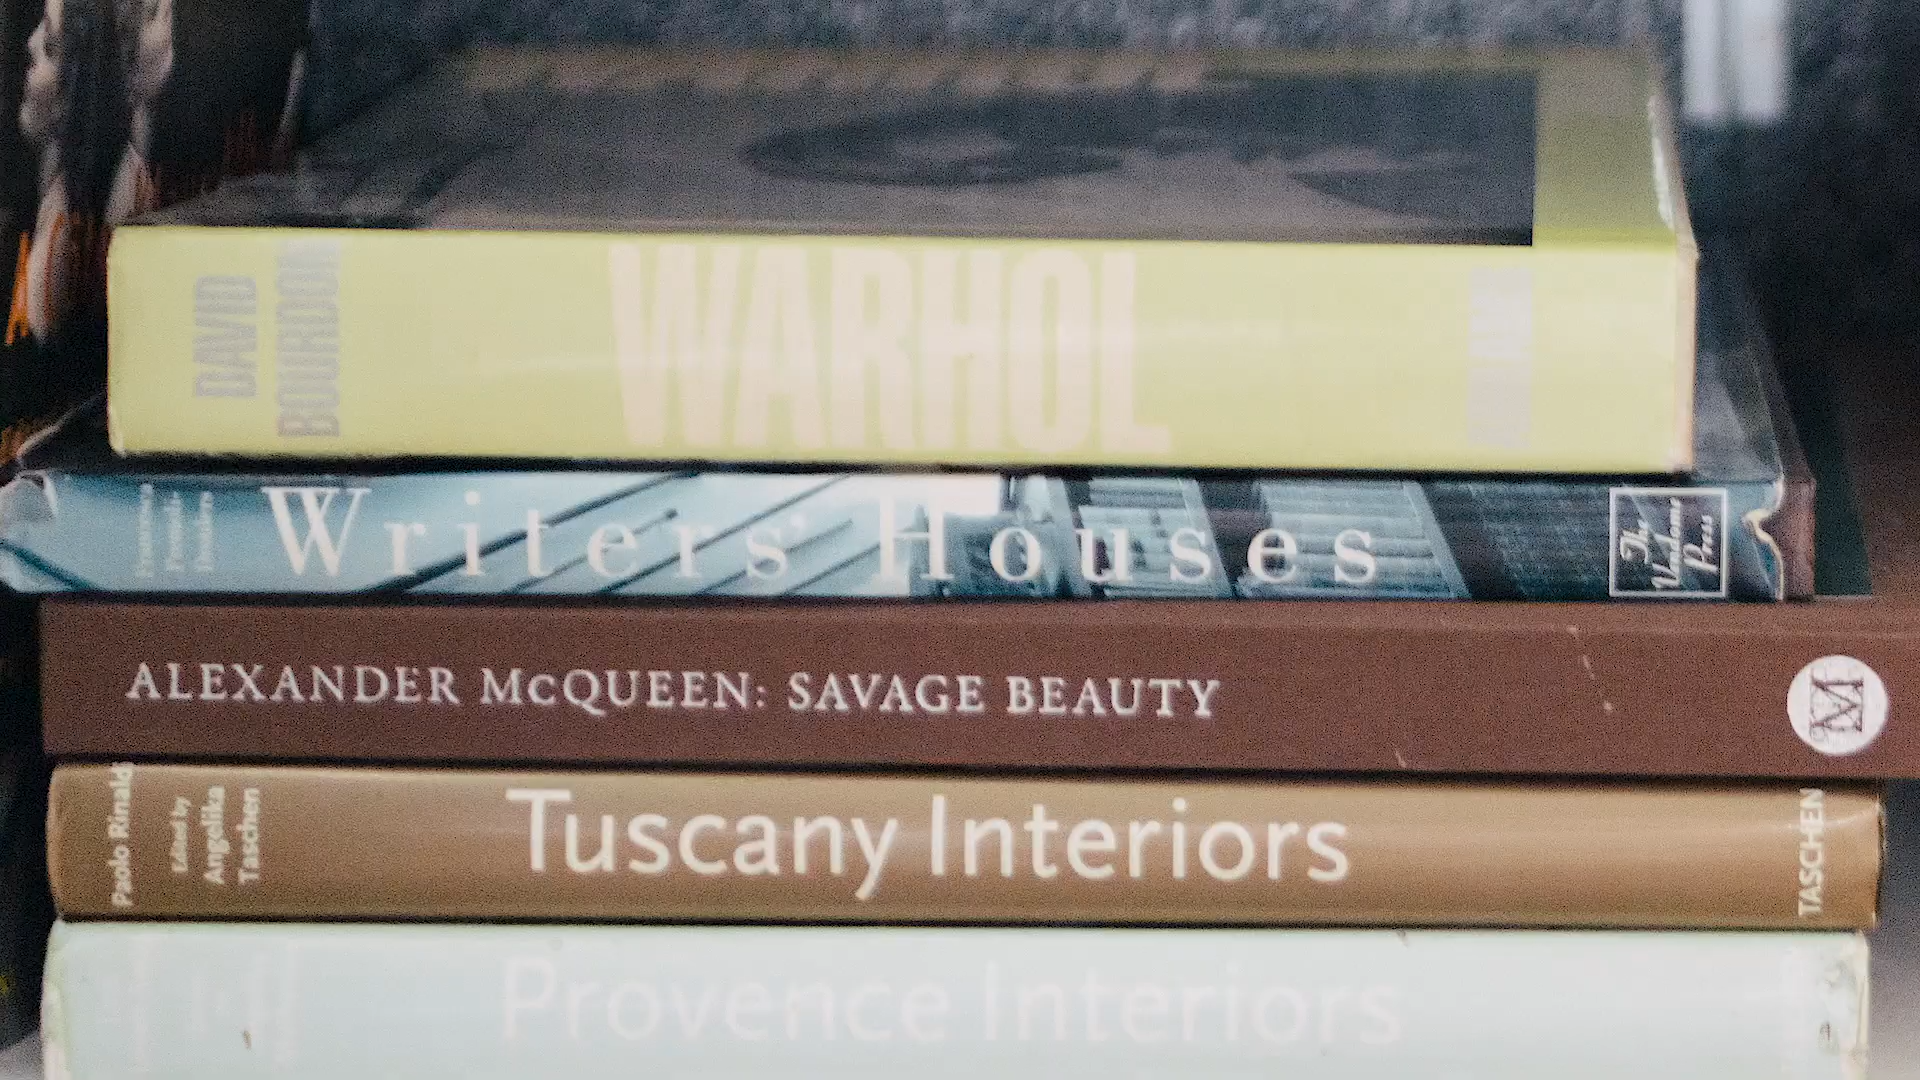 DAVID
BOURDON
WARHOL
Writers' Houses
The
Vendome
Press
ALEXANDER McQUEEN: SAVAGE BEAUTY
Paolo Rinaldi
Edited by
Angelika
Taschen
Tuscany Interiors
TASCHEN
Provence Interiors